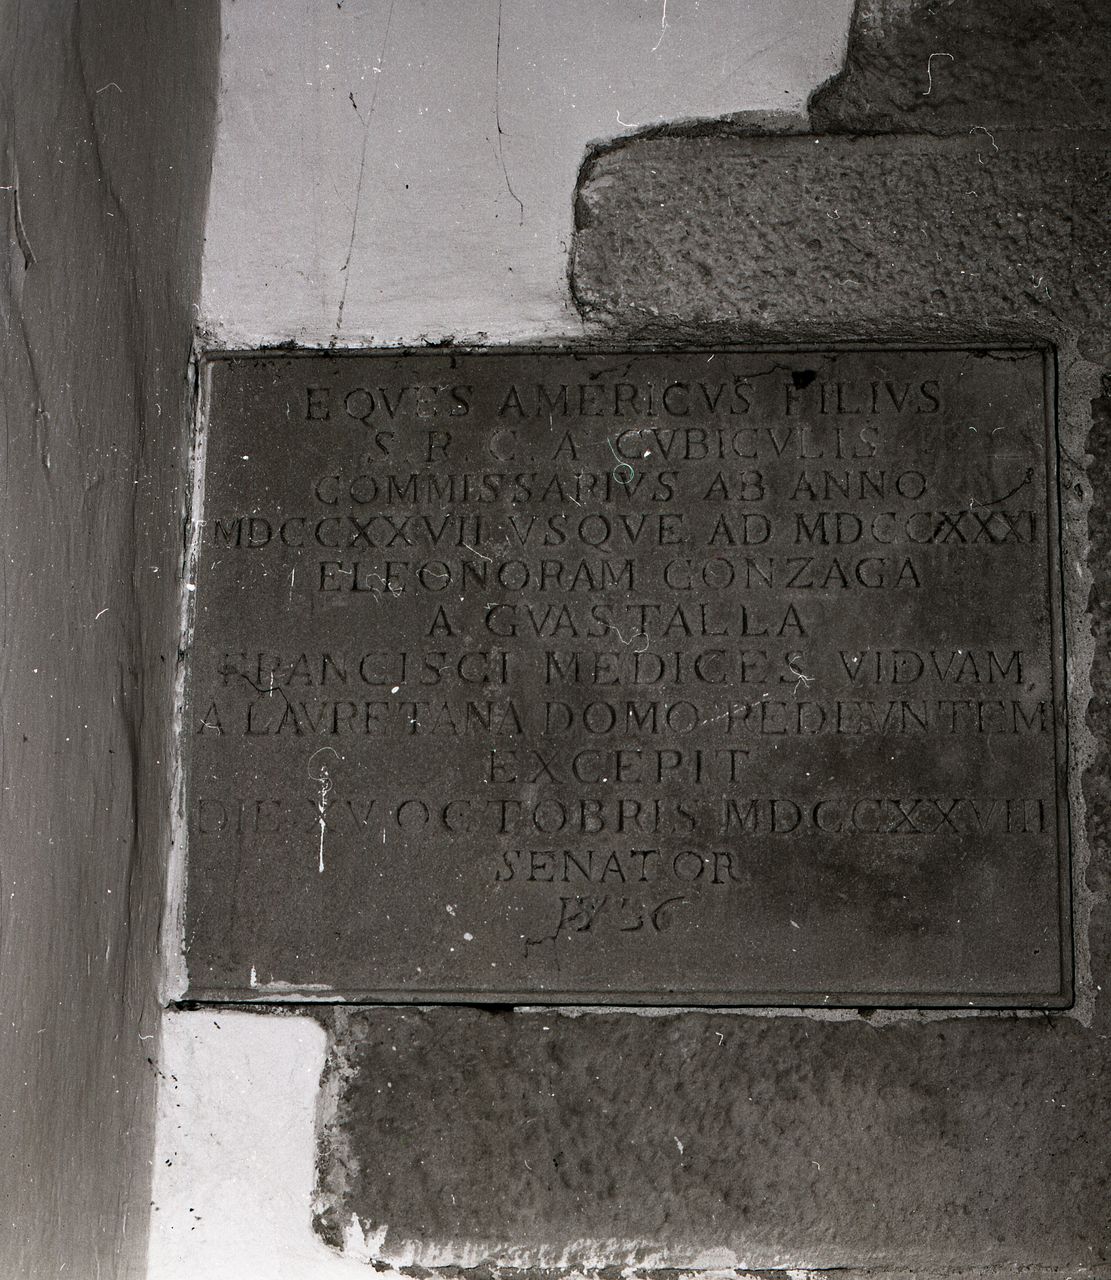 EQVES AMERICVS FILIVS
S R C A CVBICVLIS
COMMISSARIVS AB ANNO
MDCCXXVII VSQVE AD MDCCXXXI
ELEONORAM GONZAGA
A GVASTALLA
FRANCISCI MEDICES VIDVAM
A LAVRETANA DOMO REDEVNTEM
EXCEPIT
DIE XV OCTOBRIS MDCCXXVIII
SENATOR